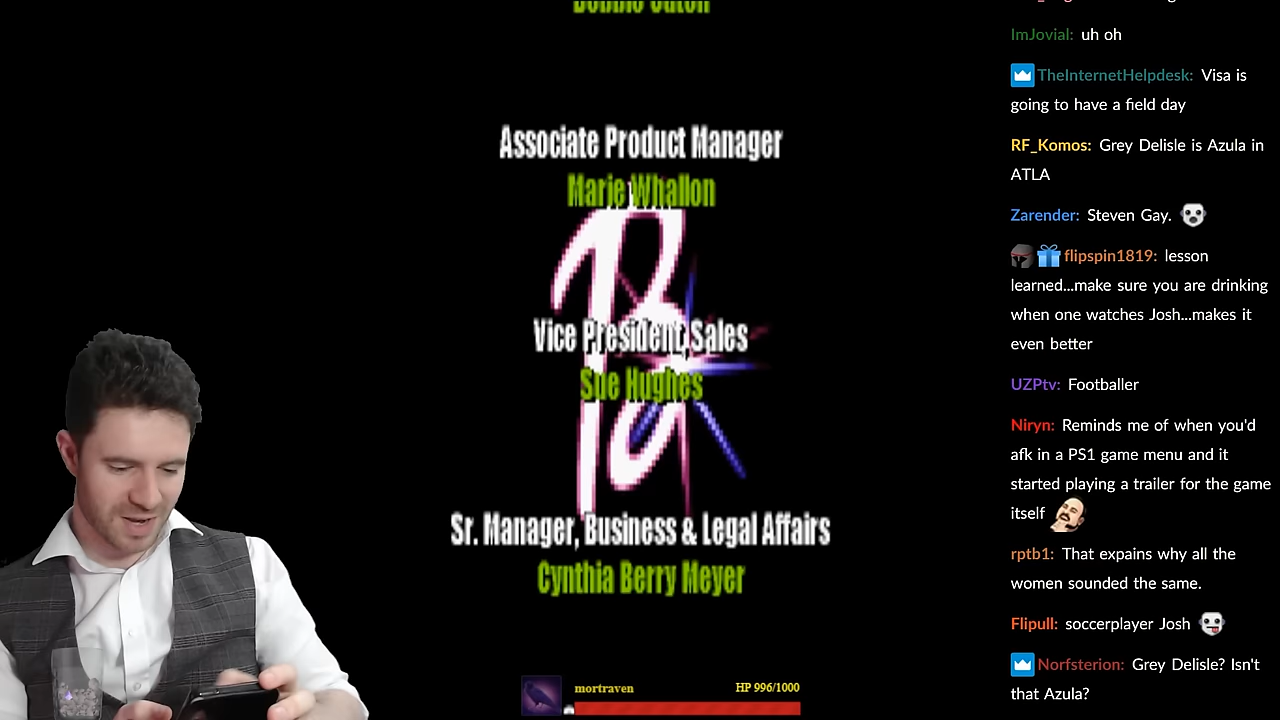 Associate Product Manager
Marie Whallon
Vice President, Sales
Sue Hughes
Sr. Manager, Business & Legal Affairs
Cynthia Berry Meyer
mortraven
HP 996/1000
ImJovial: uh oh
TheInternetHelpdesk: Visa is
going to have a field day
RF_Komos: Grey Delisle is Azula in
ATLA
Zarender: Steven Gay.
flipspin1819: lesson
learned...make sure you are drinking
when one watches Josh...makes it
even better
UZPtv: Footballer
Niryn: Reminds me of when you'd
afk in a PS1 game menu and it
started playing a trailer for the game
itself
rptb1: That expains why all the
women sounded the same.
Flipull: soccerplayer Josh
Norfsterion: Grey Delisle? Isn't
that Azula?